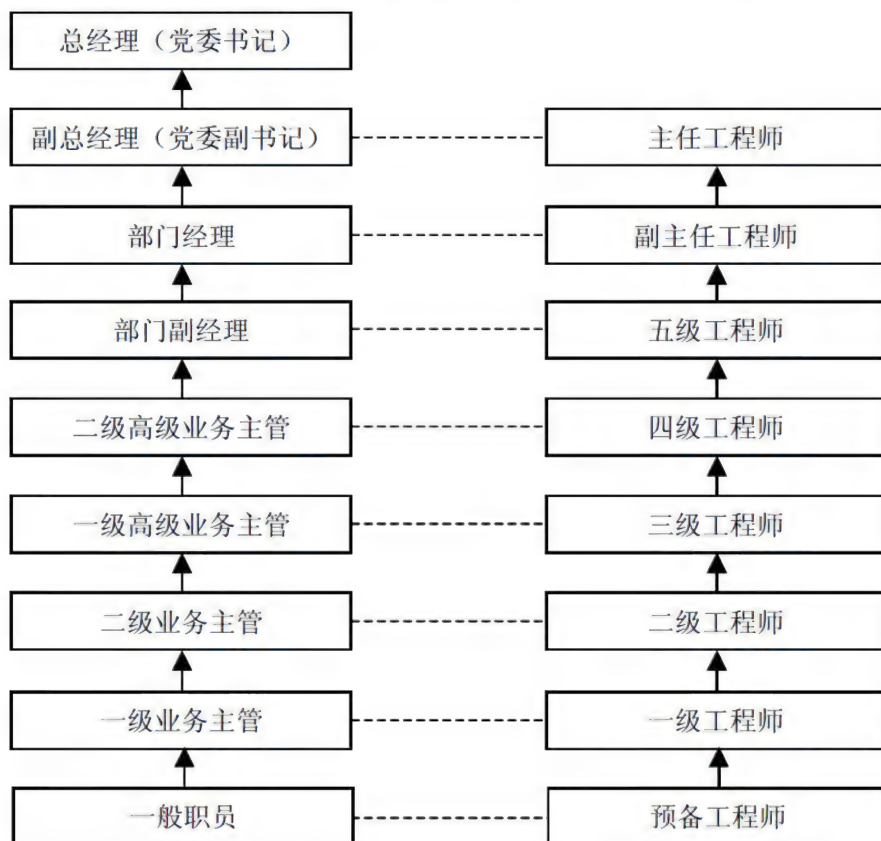 总经理（党委书记）
副总经理（党委副书记）
主任工程师
部门经理
副主任工程师
部门副经理
五级工程师
二级高级业务主管
四级工程师
一级高级业务主管
三级工程师
二级业务主管
二级工程师
一级业务主管
一级工程师
一般职员
预备工程师